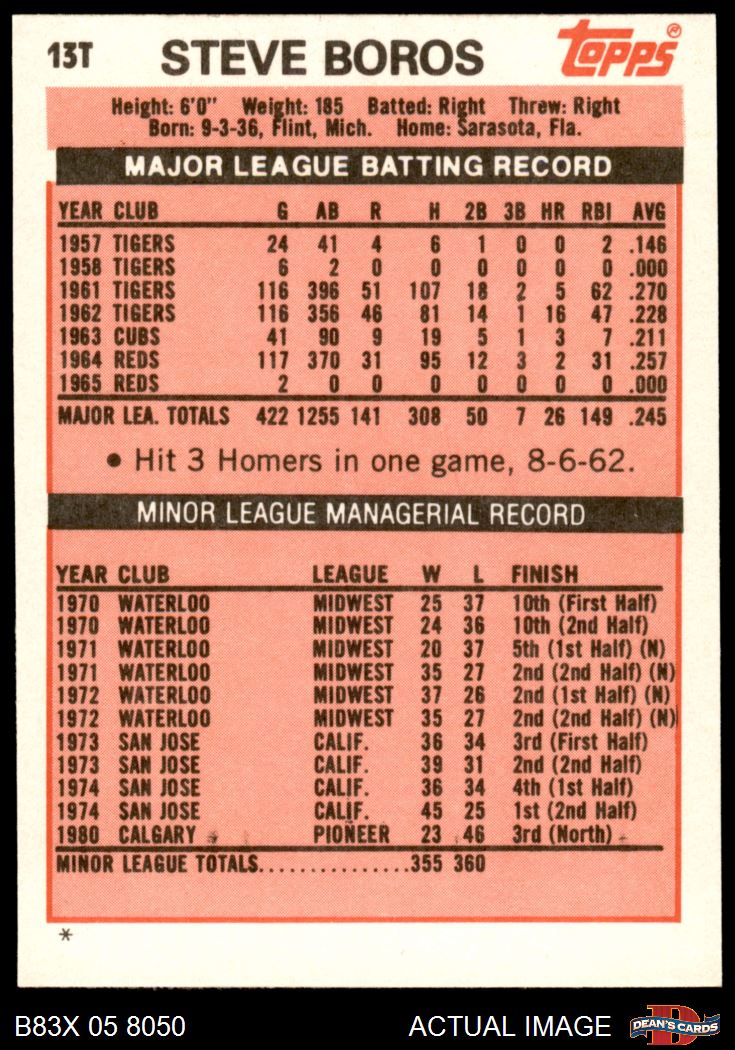 13T STEVE BOROS topps®
Height: 6'0" Weight: 185 Batted: Right Threw: Right
Born: 9-3-36, Flint, Mich. Home: Sarasota, Fla.
MAJOR LEAGUE BATTING RECORD
YEAR CLUB G AB R H 2B 3B HR RBI AVG
1957 TIGERS 24 41 4 6 1 0 0 2 .146
1958 TIGERS 6 2 0 0 0 0 0 0 .000
1961 TIGERS 116 396 51 107 18 2 5 62 .270
1962 TIGERS 116 356 46 81 14 1 16 47 .228
1963 CUBS 41 90 9 19 5 1 3 7 .211
1964 REDS 117 370 31 95 12 3 2 31 .257
1965 REDS 2 0 0 0 0 0 0 0 .000
MAJOR LEA. TOTALS 422 1255 141 308 50 7 26 149 .245
• Hit 3 Homers in one game, 8-6-62.
MINOR LEAGUE MANAGERIAL RECORD
YEAR CLUB LEAGUE W L FINISH
1970 WATERLOO MIDWEST 25 37 10th (First Half)
1970 WATERLOO MIDWEST 24 36 10th (2nd Half)
1971 WATERLOO MIDWEST 20 37 5th (1st Half) (N)
1971 WATERLOO MIDWEST 35 27 2nd (2nd Half) (N)
1972 WATERLOO MIDWEST 37 26 2nd (1st Half) (N)
1972 WATERLOO MIDWEST 35 27 2nd (2nd Half) (N)
1973 SAN JOSE CALIF. 36 34 3rd (First Half)
1973 SAN JOSE CALIF. 39 31 2nd (2nd Half)
1974 SAN JOSE CALIF. 36 34 4th (1st Half)
1974 SAN JOSE CALIF. 45 25 1st (2nd Half)
1980 CALGARY PIONEER 23 46 3rd (North)
MINOR LEAGUE TOTALS...............355 360
*
B83X 05 8050 ACTUAL IMAGE D DEAN'S CARDS